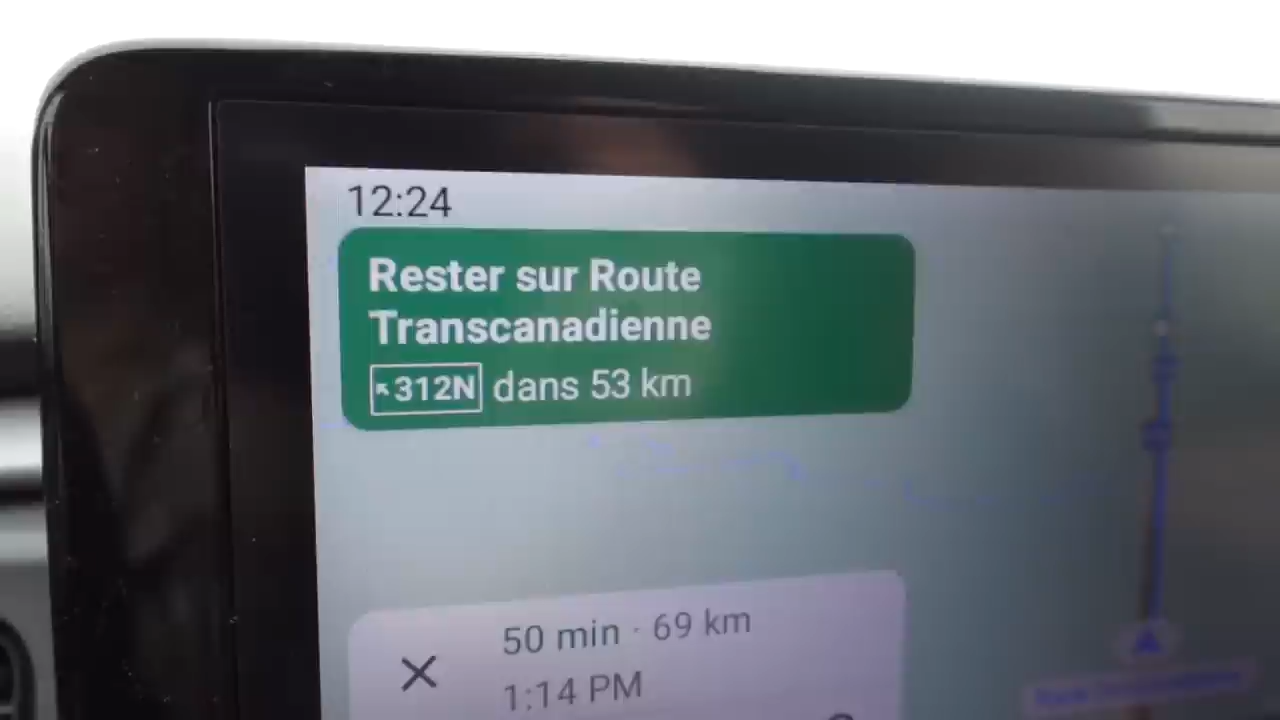 12:24
Rester sur Route
Transcanadienne
↖312N dans 53 km
50 min · 69 km
1:14 PM